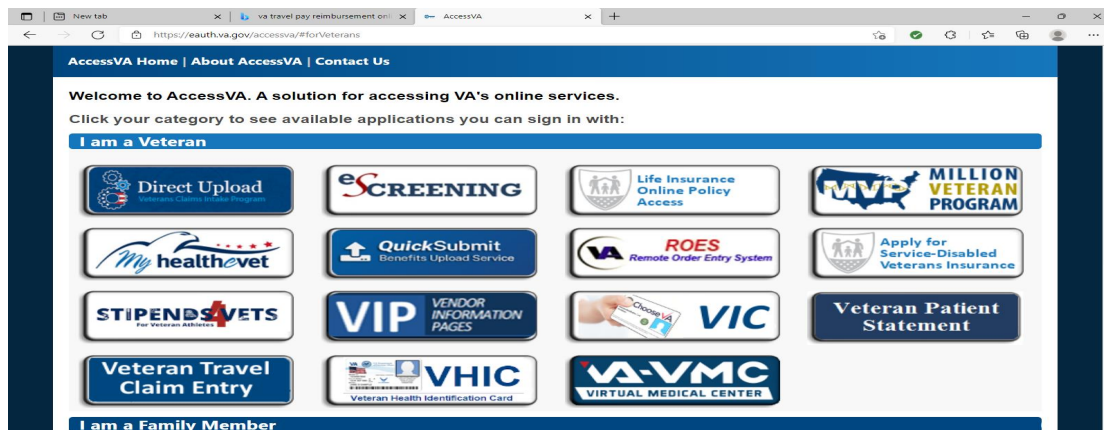 New tab
va travel pay reimbursement onl
AccessVA
https://eauth.va.gov/accessva/#forVeterans
AccessVA Home | About AccessVA | Contact Us
Welcome to AccessVA. A solution for accessing VA's online services.
Click your category to see available applications you can sign in with:
I am a Veteran
Direct Upload
Veterans Claims Intake Program
eSCREENING
Life Insurance
Online Policy
Access
MVP
MILLION
VETERAN
PROGRAM
My healthevet
QuickSubmit
Benefits Upload Service
VA
ROES
Remote Order Entry System
Apply for
Service-Disabled
Veterans Insurance
STIPENDS4VETS
For Veteran Athletes
VIP
VENDOR
INFORMATION
PAGES
Choose VA
VIC
Veteran Patient
Statement
Veteran Travel
Claim Entry
VHIC
Veteran Health Identification Card
VA-VMC
VIRTUAL MEDICAL CENTER
I am a Family Member